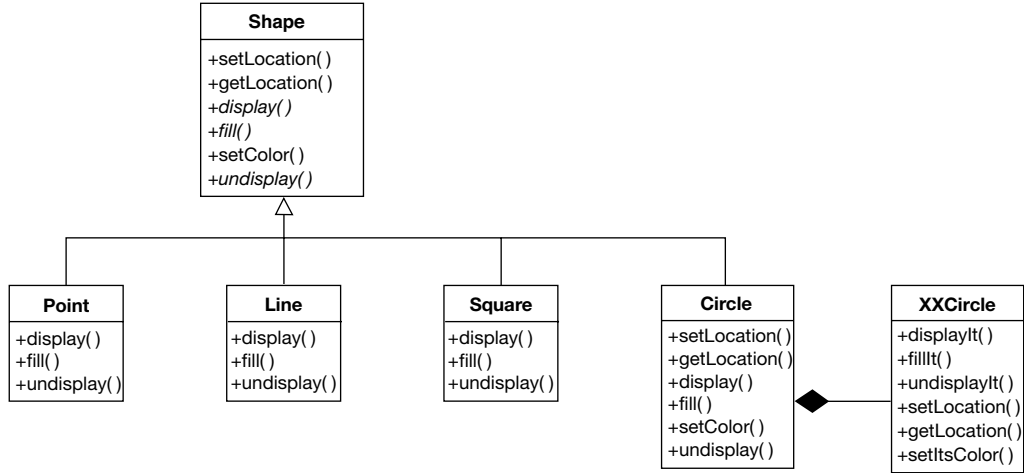 Shape
+setLocation( )
+getLocation( )
+display( )
+fill( )
+setColor( )
+undisplay( )
Point
+display( )
+fill( )
+undisplay( )
Line
+display( )
+fill( )
+undisplay( )
Square
+display( )
+fill( )
+undisplay( )
Circle
+setLocation( )
+getLocation( )
+display( )
+fill( )
+setColor( )
+undisplay( )
XXCircle
+displayIt( )
+fillIt( )
+undisplayIt( )
+setLocation( )
+getLocation( )
+setItsColor( )